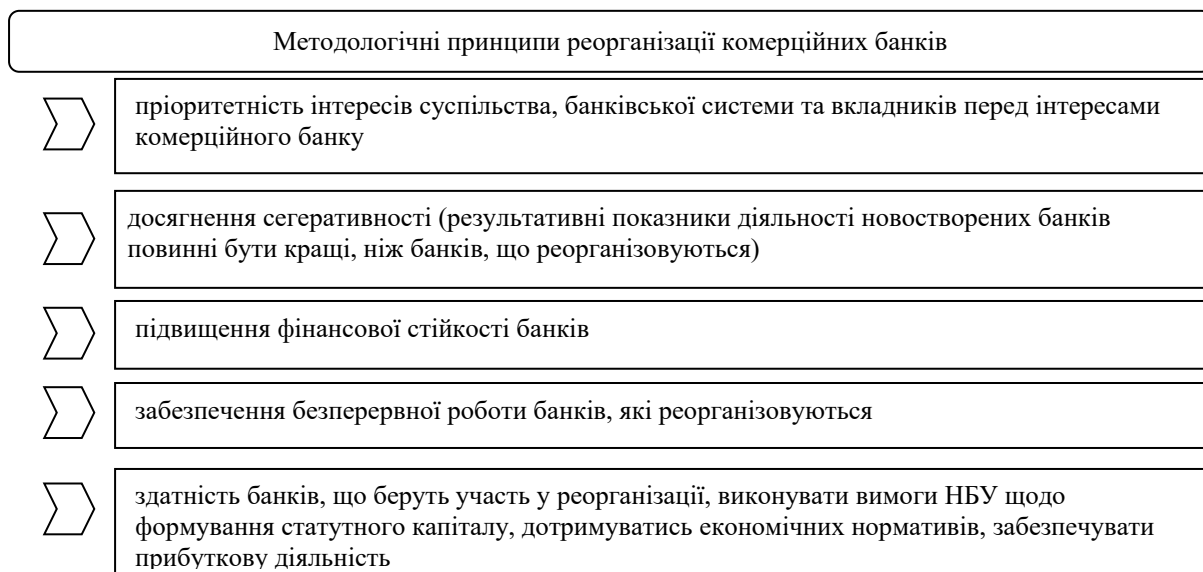 Методологічні принципи реорганізації комерційних банків
пріоритетність інтересів суспільства, банківської системи та вкладників перед інтересами
комерційного банку
досягнення сегеративності (результативні показники діяльності новостворених банків
повинні бути кращі, ніж банків, що реорганізовуються)
підвищення фінансової стійкості банків
забезпечення безперервної роботи банків, які реорганізовуються
здатність банків, що беруть участь у реорганізації, виконувати вимоги НБУ щодо
формування статутного капіталу, дотримуватись економічних нормативів, забезпечувати
прибуткову діяльність